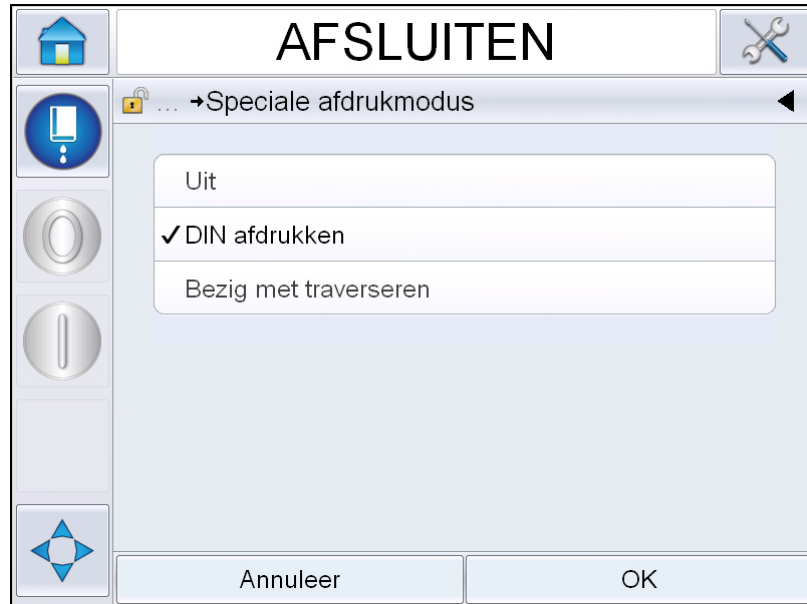 AFSLUITEN
... →Speciale afdrukmodus
Uit
✓DIN afdrukken
Bezig met traverseren
Annuleer
OK